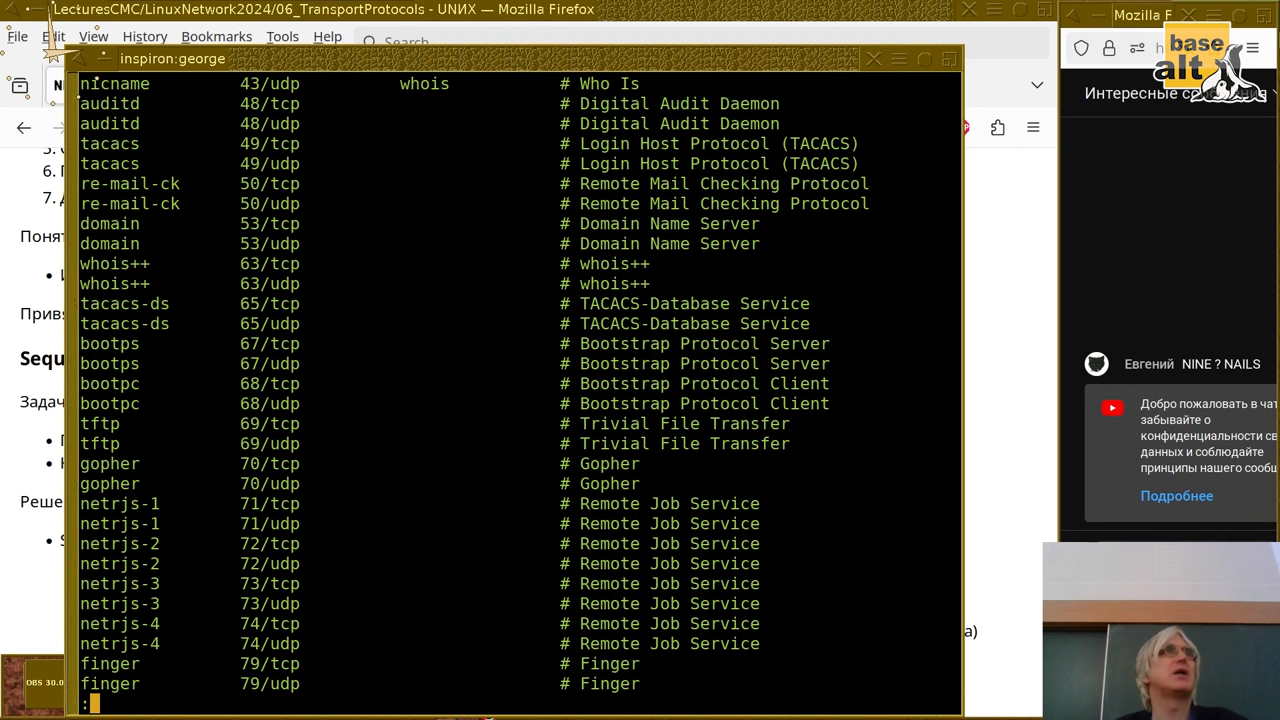 LecturesCMC/LinuxNetwork2024/06_TransportProtocols - UNИX — Mozilla Firefox
Mozilla F
File Edit View History Bookmarks Tools Help
Search
inspiron:george
base
alt
nicname 43/udp whois # Who Is
auditd 48/tcp # Digital Audit Daemon
auditd 48/udp # Digital Audit Daemon
tacacs 49/tcp # Login Host Protocol (TACACS)
tacacs 49/udp # Login Host Protocol (TACACS)
re-mail-ck 50/tcp # Remote Mail Checking Protocol
re-mail-ck 50/udp # Remote Mail Checking Protocol
domain 53/tcp # Domain Name Server
domain 53/udp # Domain Name Server
whois++ 63/tcp # whois++
whois++ 63/udp # whois++
tacacs-ds 65/tcp # TACACS-Database Service
tacacs-ds 65/udp # TACACS-Database Service
bootps 67/tcp # Bootstrap Protocol Server
bootps 67/udp # Bootstrap Protocol Server
bootpc 68/tcp # Bootstrap Protocol Client
bootpc 68/udp # Bootstrap Protocol Client
tftp 69/tcp # Trivial File Transfer
tftp 69/udp # Trivial File Transfer
gopher 70/tcp # Gopher
gopher 70/udp # Gopher
netrjs-1 71/tcp # Remote Job Service
netrjs-1 71/udp # Remote Job Service
netrjs-2 72/tcp # Remote Job Service
netrjs-2 72/udp # Remote Job Service
netrjs-3 73/tcp # Remote Job Service
netrjs-3 73/udp # Remote Job Service
netrjs-4 74/tcp # Remote Job Service
netrjs-4 74/udp # Remote Job Service
finger 79/tcp # Finger
finger 79/udp # Finger
:
6.
7.
Понят
Привя
Sequ
Задач
Реше
а)
OBS 30.0
Интересные
Евгений NINE ? NAILS
Добро пожаловать в чат
забывайте о
конфиденциальности св
данных и соблюдайте
принципы нашего сообщ
Подробнее